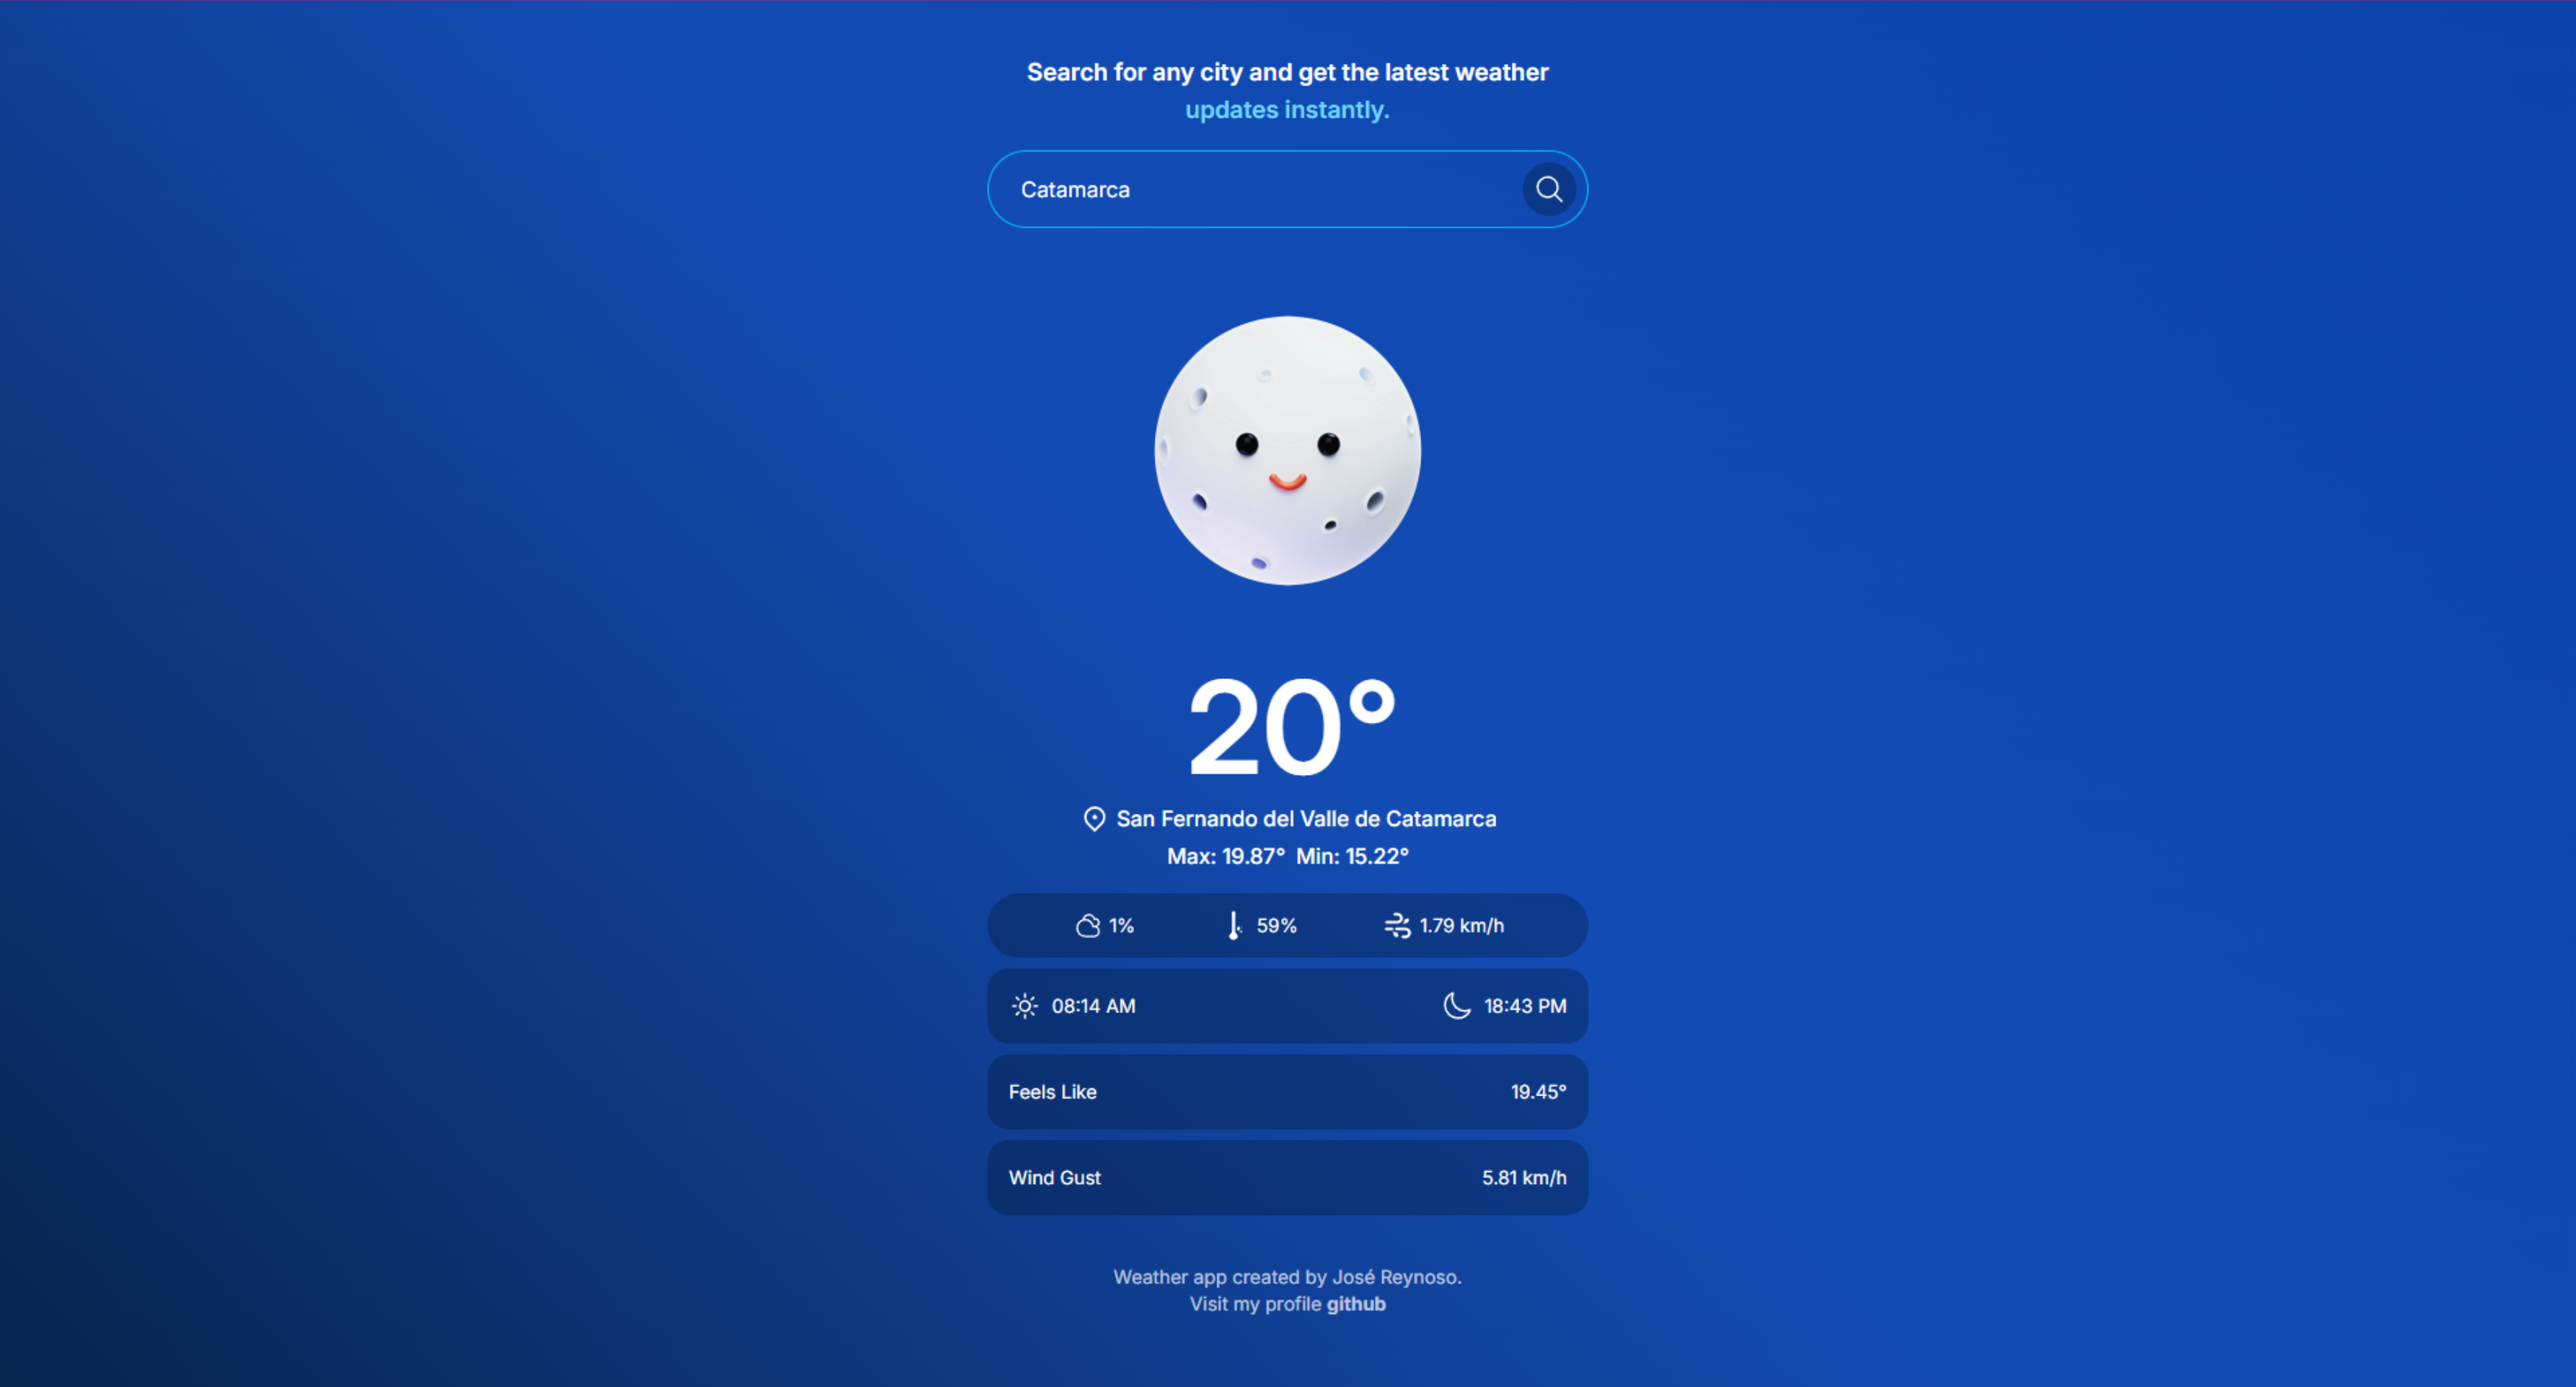 Search for any city and get the latest weather
updates instantly.
Catamarca
20°
San Fernando del Valle de Catamarca
Max: 19.87° Min: 15.22°
1% 59% 1.79 km/h
08:14 AM 18:43 PM
Feels Like 19.45°
Wind Gust 5.81 km/h
Weather app created by José Reynoso.
Visit my profile github